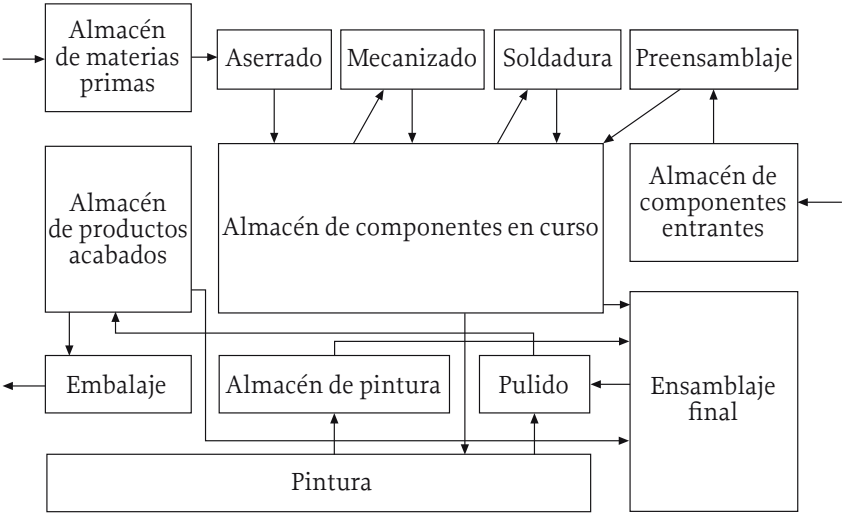 Almacén
de materias
primas
Aserrado
Mecanizado
Soldadura
Preensamblaje
Almacén
de productos
acabados
Almacén de componentes en curso
Almacén de
componentes
entrantes
Embalaje
Almacén de pintura
Pulido
Ensamblaje
final
Pintura